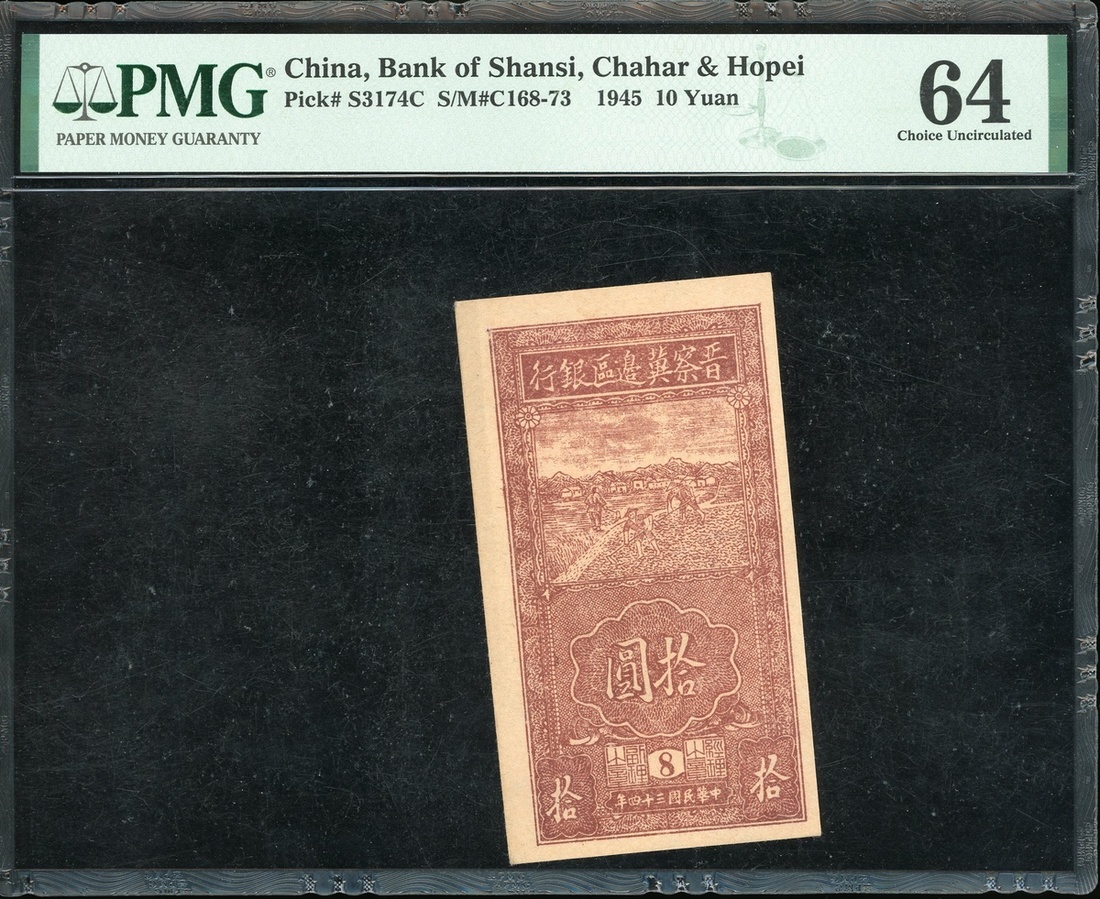 PMG®
PAPER MONEY GUARANTY
China, Bank of Shansi, Chahar & Hopei
Pick# S3174C S/M#C168-73 1945 10 Yuan
64
Choice Uncirculated
行銀區邊冀察晋
圓拾
8
拾
拾
年四十三國民華中